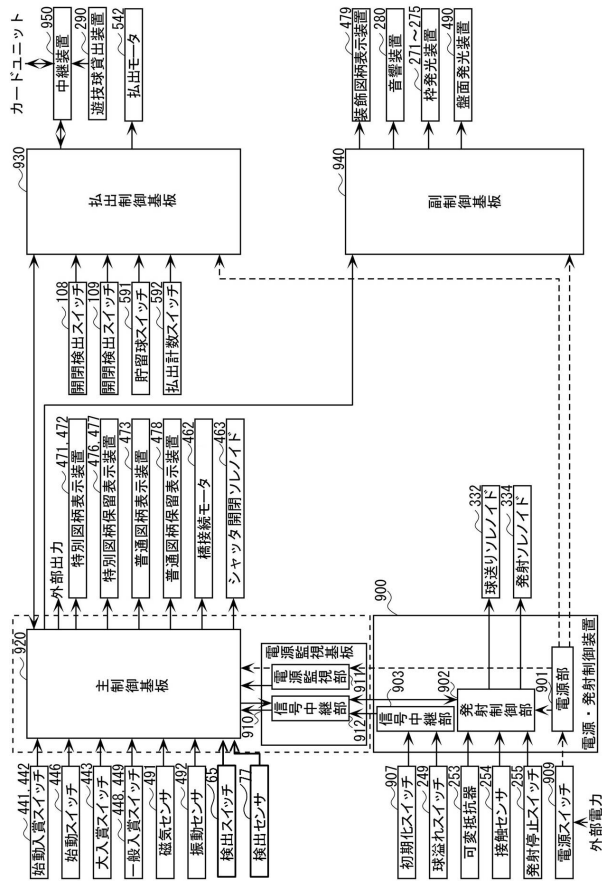 カードユニット
950
中継装置
290
遊技球貸出装置
542
払出モータ
930
払出制御基板
479
装飾図柄表示装置
280
音響装置
271～275
枠発光装置
490
盤面発光装置
940
副制御基板
108
開閉検出スイッチ
109
開閉検出スイッチ
591
貯留球スイッチ
592
払出計数スイッチ
外部出力
471, 472
特別図柄表示装置
476, 477
特別図柄保留表示装置
473
普通図柄表示装置
478
普通図柄保留表示装置
462
橋接続モータ
463
シャッタ開閉ソレノイド
332
球送りソレノイド
334
発射ソレノイド
920
主制御基板
電源監視基板
910
電源監視部
911
信号中継部
912
900
電源・発射制御装置
信号中継部
903
発射制御部
902
電源部
901
441, 442
始動入賞スイッチ
446
始動スイッチ
443
大入賞スイッチ
448, 449
一般入賞スイッチ
491
磁気センサ
492
振動センサ
65
検出スイッチ
77
検出センサ
907
初期化スイッチ
249
球溢れスイッチ
253
可変抵抗器
254
接触センサ
255
発射停止スイッチ
909
電源スイッチ
外部電力